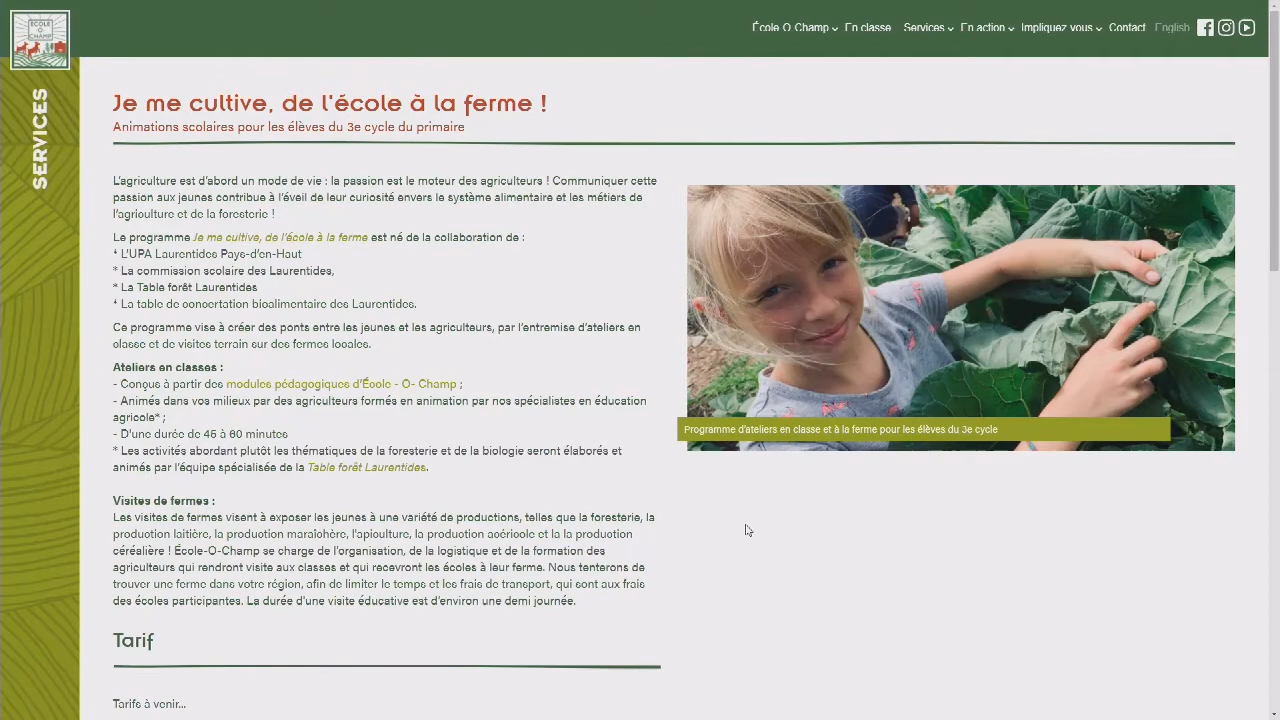 ÉCOLE
O
CHAMP
École-O-Champ
En classe
Services
En action
Impliquez-vous
Contact
English
SERVICES
Je me cultive, de l'école à la ferme !
Animations scolaires pour les élèves du 3e cycle du primaire
L'agriculture est d'abord un mode de vie : la passion est le moteur des agriculteurs ! Communiquer cette
passion aux jeunes contribue à l'éveil de leur curiosité envers le système alimentaire et les métiers de
l'agriculture et de la foresterie !
Le programme Je me cultive, de l'école à la ferme est né de la collaboration de :
* L'UPA Laurentides Pays-d'en-Haut
* La commission scolaire des Laurentides,
* La Table forêt Laurentides
* La table de concertation bioalimentaire des Laurentides.
Ce programme vise à créer des ponts entre les jeunes et les agriculteurs, par l'entremise d'ateliers en
classe et de visites terrain sur des fermes locales.
Ateliers en classes :
- Conçus à partir des modules pédagogiques d'École - O- Champ ;
- Animés dans vos milieux par des agriculteurs formés en animation par nos spécialistes en éducation
agricole* ;
- D'une durée de 45 à 60 minutes
* Les activités abordant plutôt les thématiques de la foresterie et de la biologie seront élaborés et
animés par l'équipe spécialisée de la Table forêt Laurentides.
Visites de fermes :
Les visites de fermes visent à exposer les jeunes à une variété de productions, telles que la foresterie, la
production laitière, la production maraîchère, l'apiculture, la production acéricole et la la production
céréalière ! École-O-Champ se charge de l'organisation, de la logistique et de la formation des
agriculteurs qui rendront visite aux classes et qui recevront les écoles à leur ferme. Nous tenterons de
trouver une ferme dans votre région, afin de limiter le temps et les frais de transport, qui sont aux frais
des écoles participantes. La durée d'une visite éducative est d'environ une demi journée.
Programme d'ateliers en classe et à la ferme pour les élèves du 3e cycle
Tarif
Tarifs à venir...